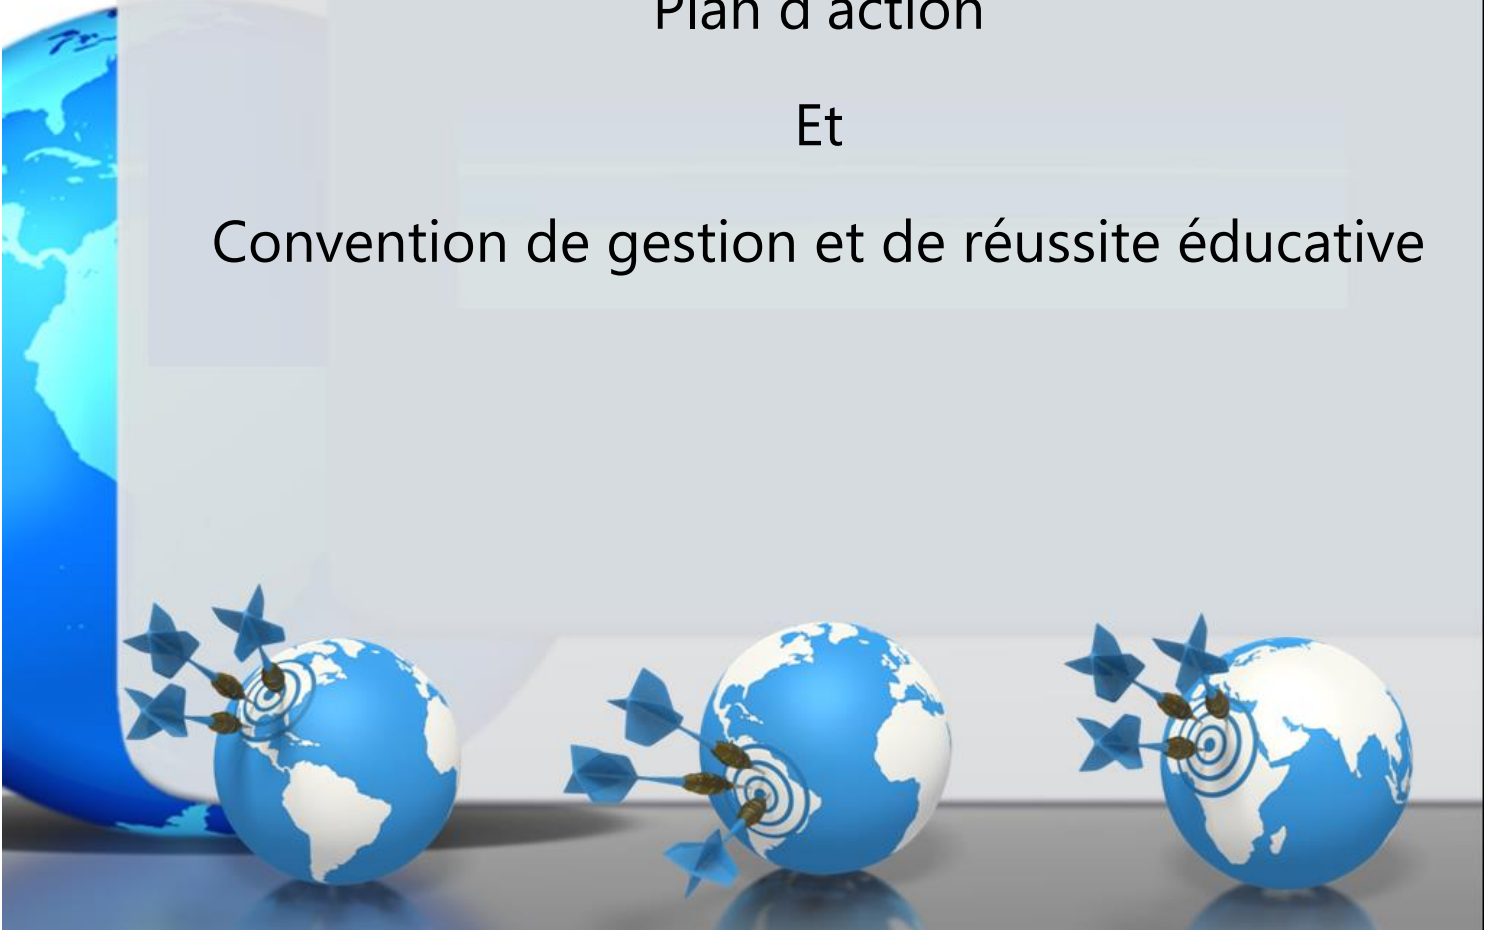 Plan d'action
Et
Convention de gestion et de réussite éducative